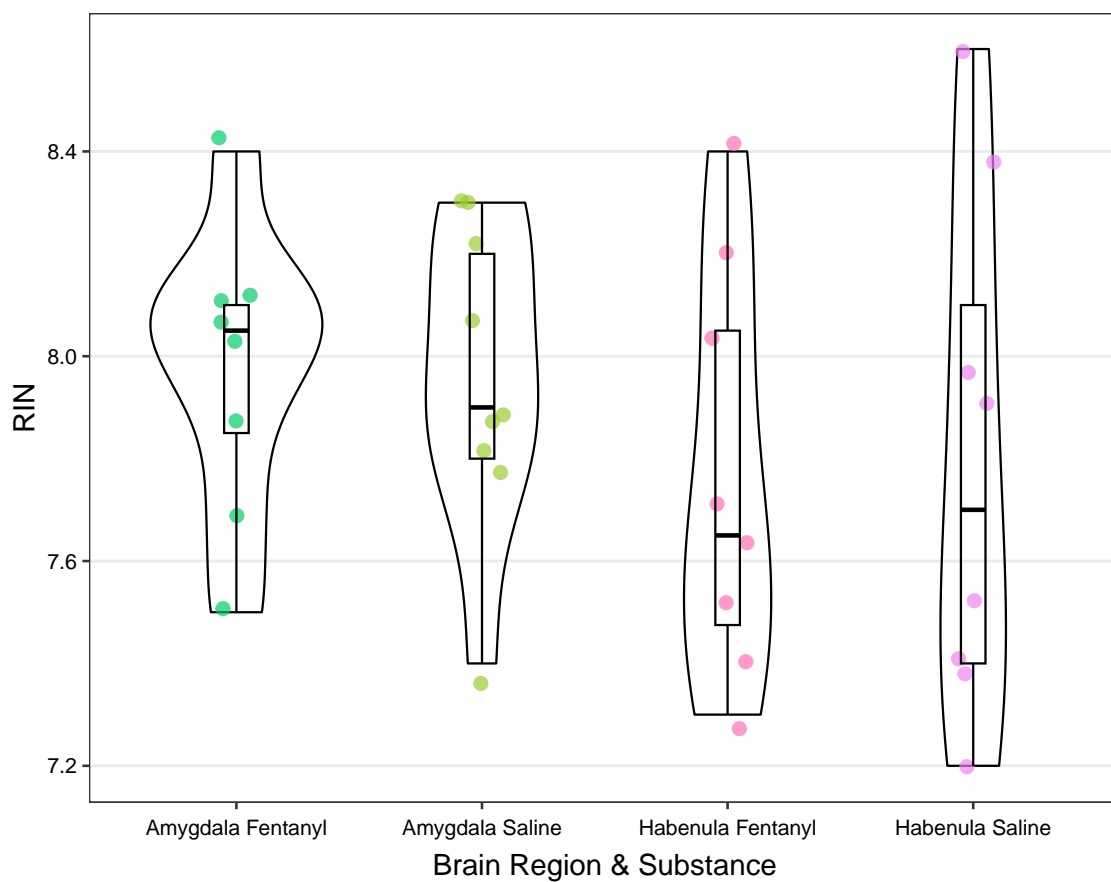 RIN
8.4
8.0
7.6
7.2
Amygdala Fentanyl
Amygdala Saline
Habenula Fentanyl
Habenula Saline
Brain Region & Substance